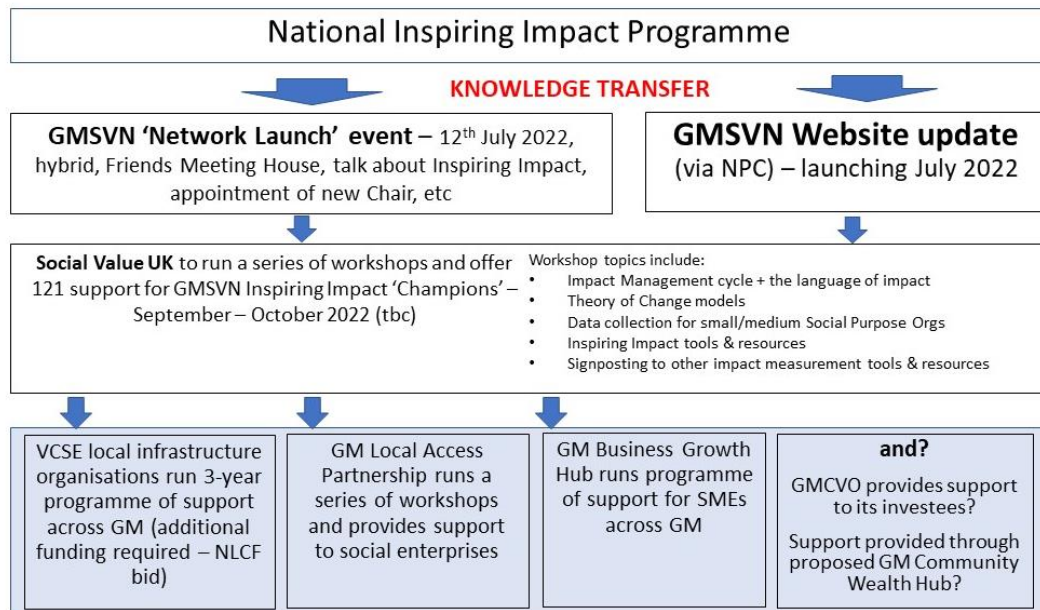 National Inspiring Impact Programme
KNOWLEDGE TRANSFER
GMSVN ‘Network Launch’ event – 12th July 2022,
hybrid, Friends Meeting House, talk about Inspiring Impact,
appointment of new Chair, etc
GMSVN Website update
(via NPC) – launching July 2022
Social Value UK to run a series of workshops and offer
121 support for GMSVN Inspiring Impact ‘Champions’ –
September – October 2022 (tbc)
Workshop topics include:
• Impact Management cycle + the language of impact
• Theory of Change models
• Data collection for small/medium Social Purpose Orgs
• Inspiring Impact tools & resources
• Signposting to other impact measurement tools & resources
VCSE local infrastructure
organisations run 3-year
programme of support
across GM (additional
funding required – NLCF
bid)
GM Local Access
Partnership runs a
series of workshops
and provides support
to social enterprises
GM Business Growth
Hub runs programme
of support for SMEs
across GM
and?
GMCVO provides support
to its investees?
Support provided through
proposed GM Community
Wealth Hub?